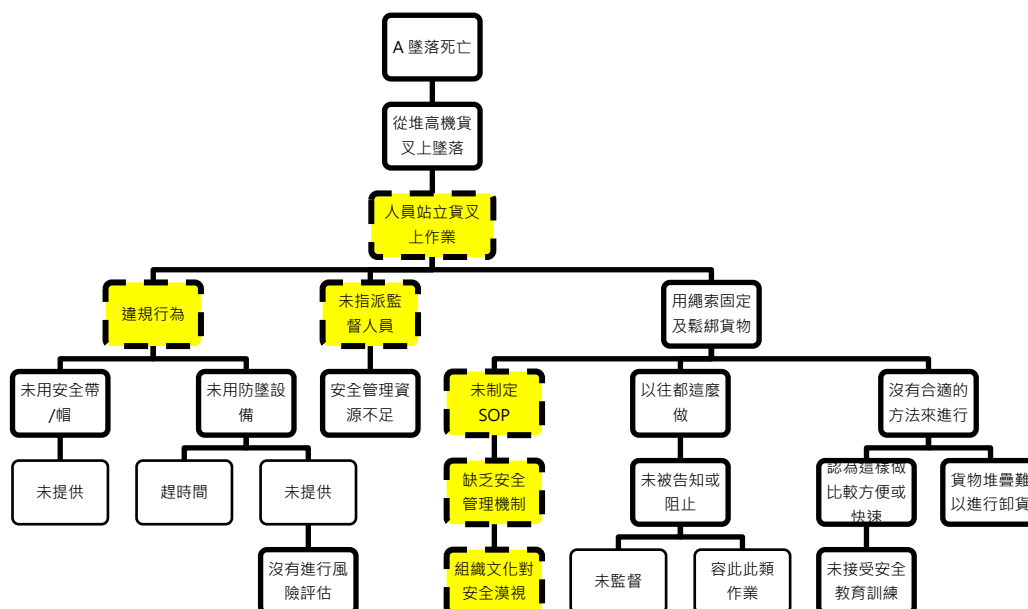 A 墜落死亡
從堆高機貨
叉上墜落
人員站立貨叉
上作業
違規行為
未指派監
督人員
用繩索固定
及鬆綁貨物
未用安全帶
/帽
未用防墜設
備
安全管理資
源不足
未制定
SOP
以往都這麼
做
沒有合適的
方法來進行
未提供
趕時間
未提供
缺乏安全
管理機制
未被告知或
阻止
認為這樣做
比較方便或
快速
貨物堆疊難
以進行卸貨
沒有進行風
險評估
組織文化對
安全漠視
未監督
容此此類
作業
未接受安全
教育訓練